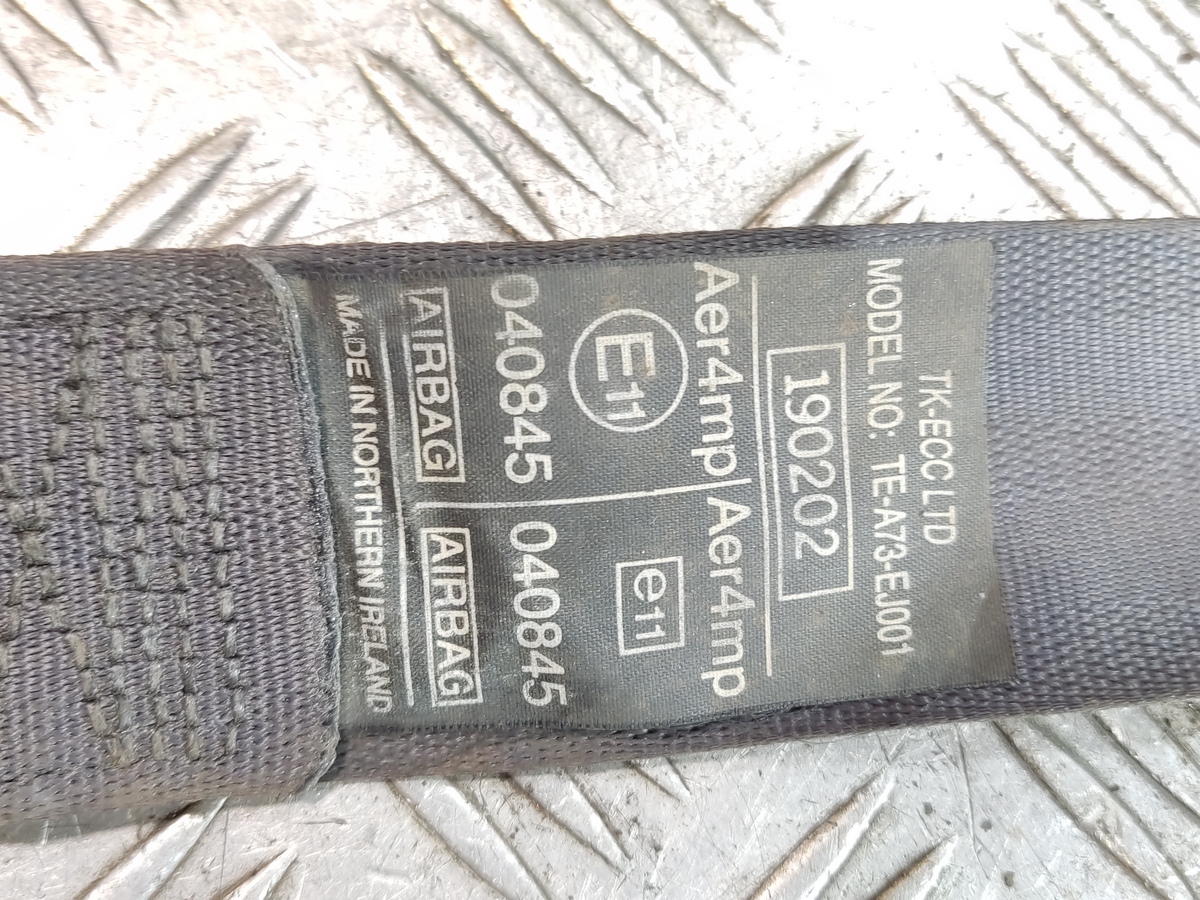 TK-ECC LTD
MODEL NO: TE-A73-EJ001
190202
Aer4mp Aer4mp
E11 e11
040845 040845
AIRBAG AIRBAG
MADE IN NORTHERN IRELAND